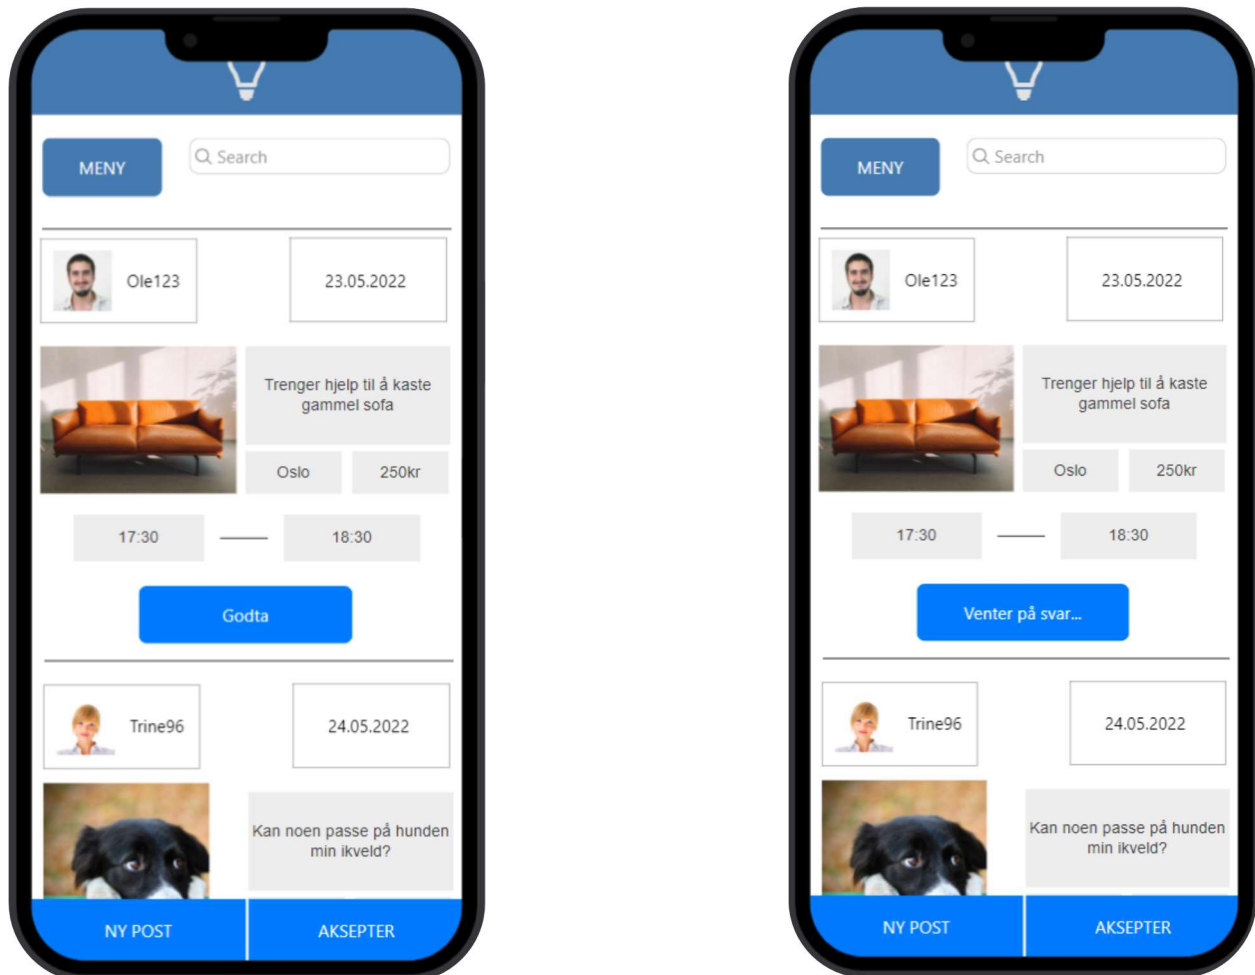 MENY
Search
Ole123
23.05.2022
Trenger hjelp til å kaste
gammel sofa
Oslo
250kr
17:30
18:30
Godta
Trine96
24.05.2022
Kan noen passe på hunden
min ikveld?
NY POST
AKSEPTER
MENY
Search
Ole123
23.05.2022
Trenger hjelp til å kaste
gammel sofa
Oslo
250kr
17:30
18:30
Venter på svar...
Trine96
24.05.2022
Kan noen passe på hunden
min ikveld?
NY POST
AKSEPTER